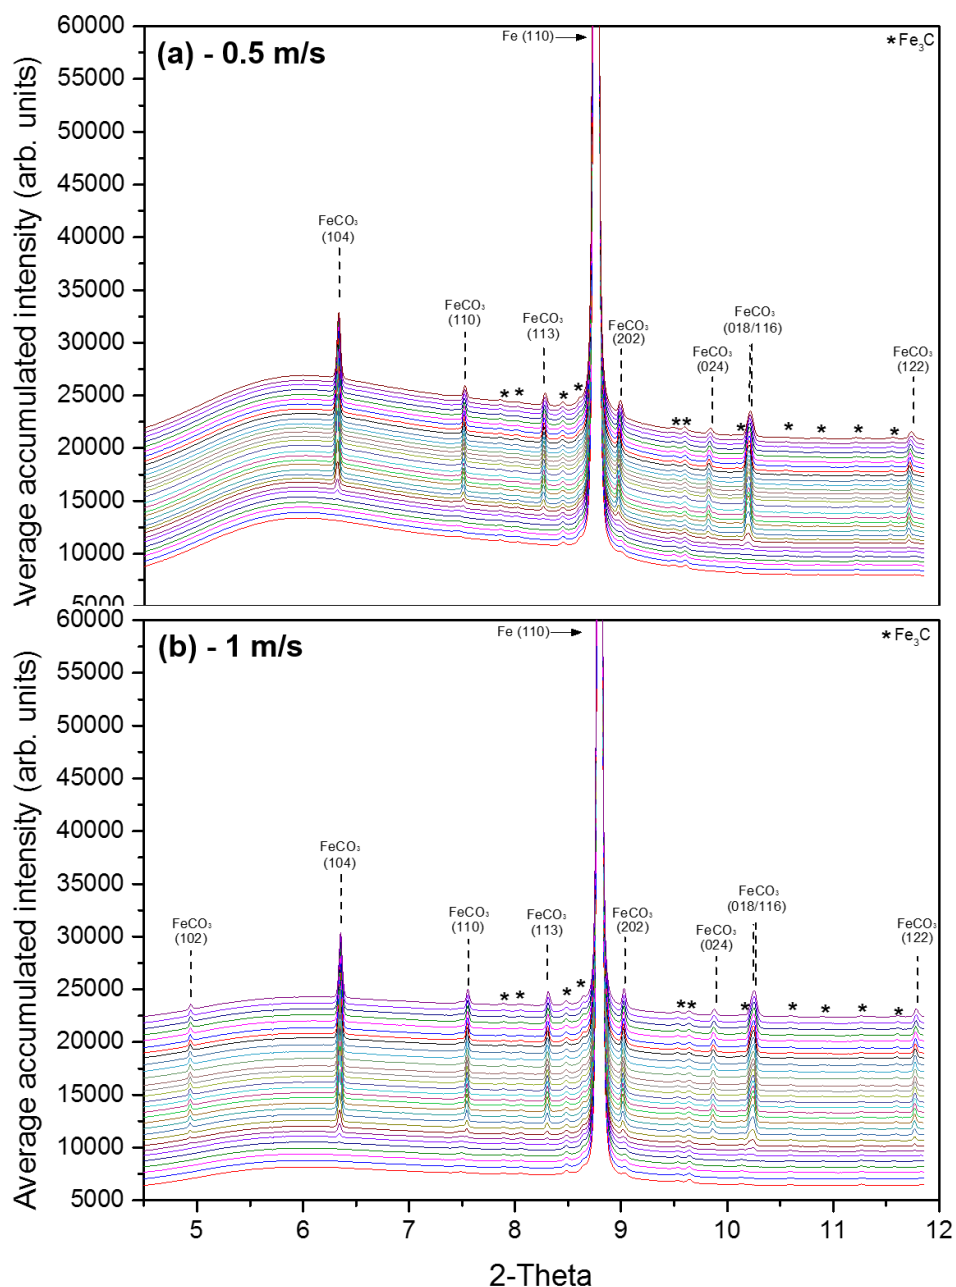 60000
55000
50000
45000
40000
35000
30000
25000
20000
15000
10000
5000
Average accumulated intensity (arb. units)
(a) - 0.5 m/s
Fe (110)
*Fe₃C
FeCO₃
(104)
FeCO₃
(110)
* *
FeCO₃
(113)
* *
FeCO₃
(202)
**
FeCO₃
(024)
*
FeCO₃
(018/116)
* * * *
FeCO₃
(122)
60000
55000
50000
45000
40000
35000
30000
25000
20000
15000
10000
5000
Average accumulated intensity (arb. units)
(b) - 1 m/s
Fe (110)
*Fe₃C
FeCO₃
(102)
FeCO₃
(104)
FeCO₃
(110)
* *
FeCO₃
(113)
* *
FeCO₃
(202)
**
FeCO₃
(024)
*
FeCO₃
(018/116)
* * * *
FeCO₃
(122)
5 6 7 8 9 10 11 12
2-Theta